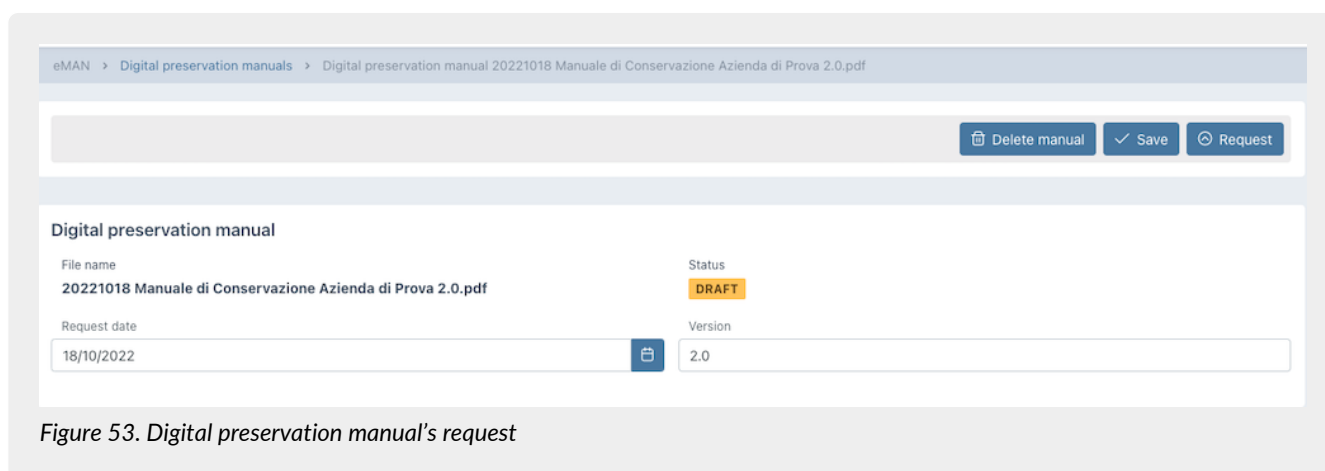 eMAN > Digital preservation manuals > Digital preservation manual 20221018 Manuale di Conservazione Azienda di Prova 2.0.pdf
Delete manual Save Request
Digital preservation manual
File name Status
20221018 Manuale di Conservazione Azienda di Prova 2.0.pdf DRAFT
Request date Version
18/10/2022 2.0
Figure 53. Digital preservation manual’s request